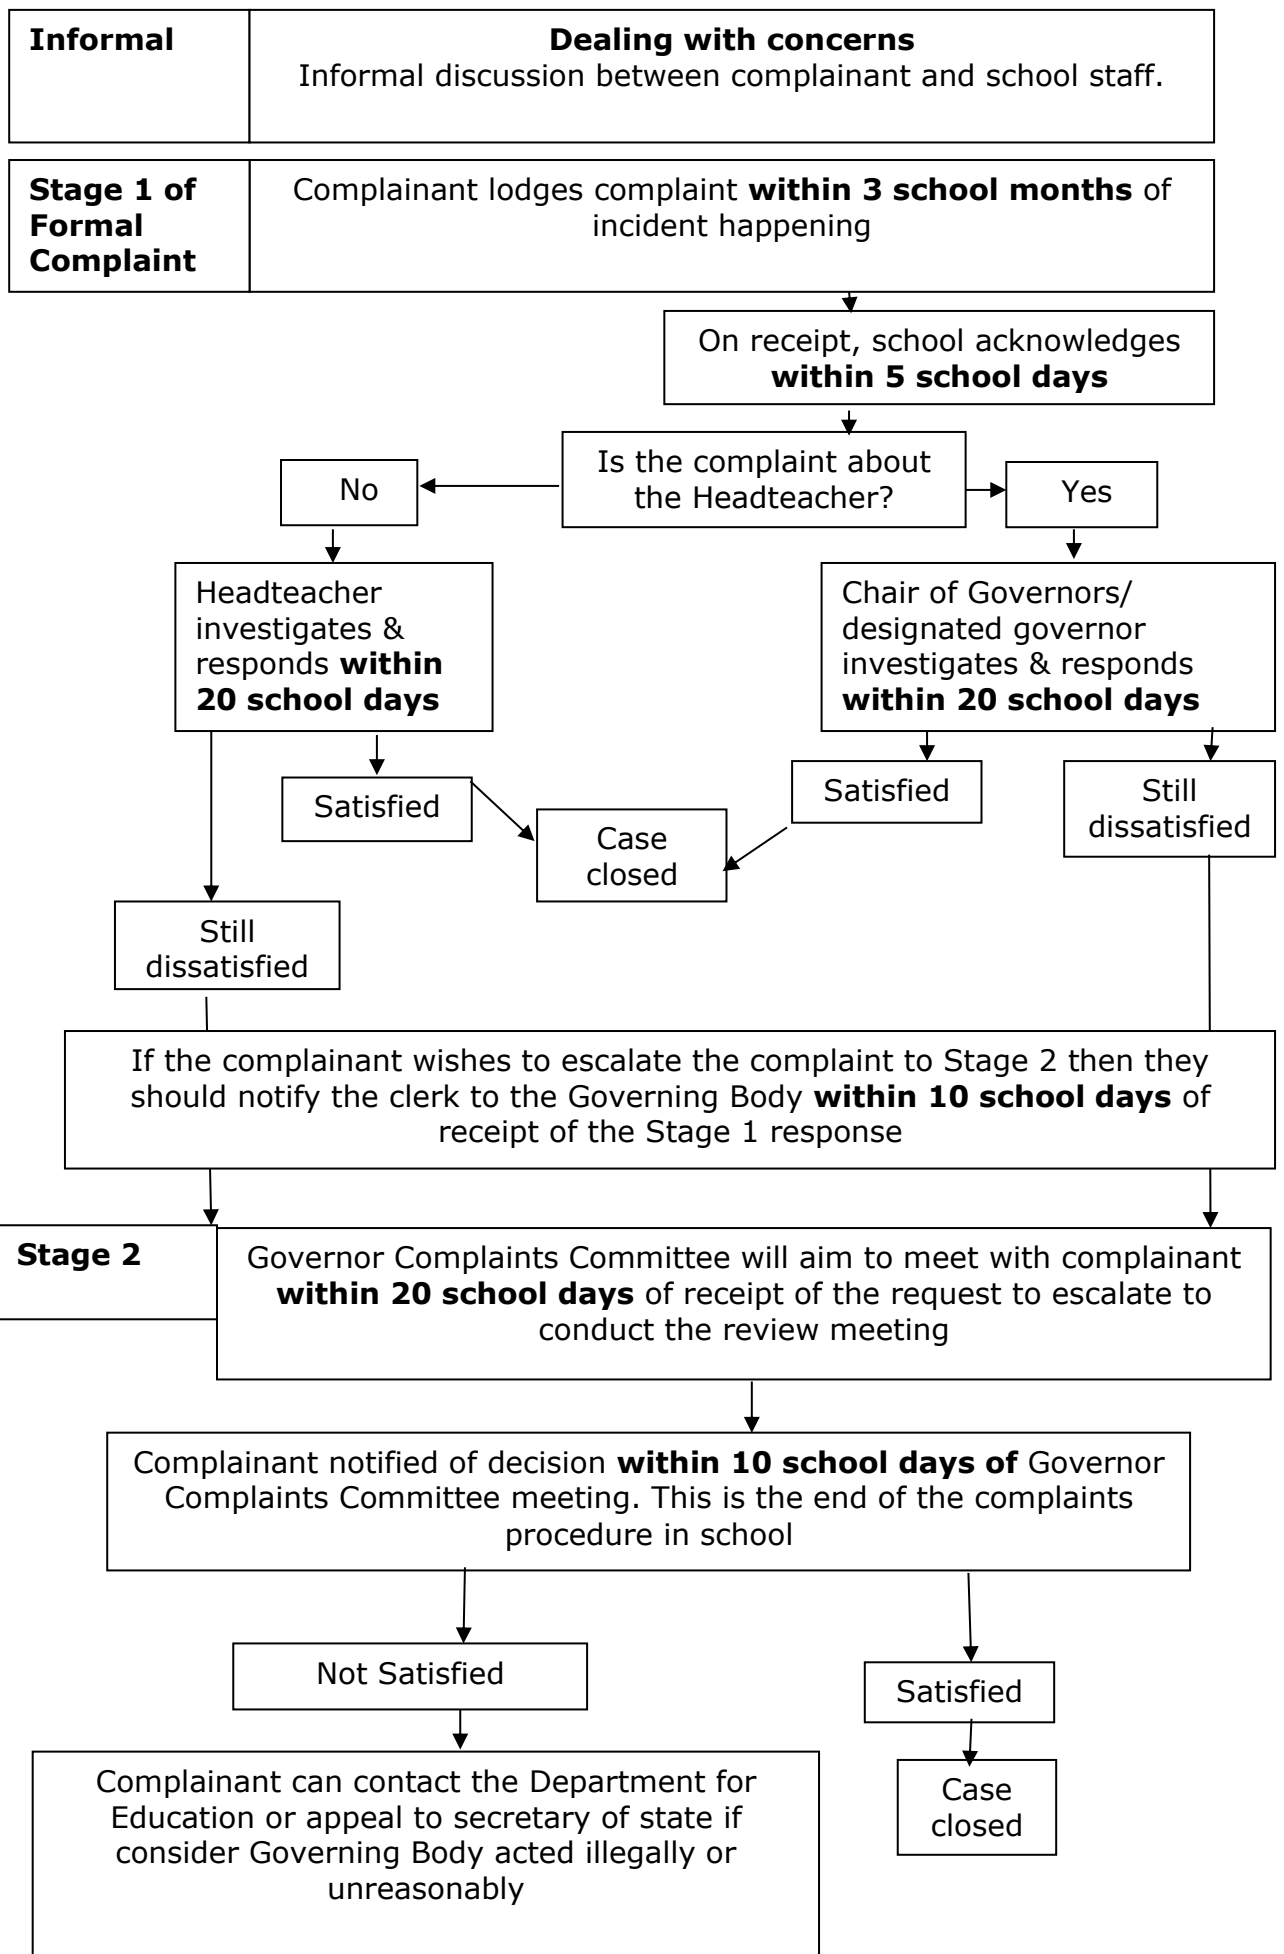 Informal
Dealing with concerns
Informal discussion between complainant and school staff.
Stage 1 of
Formal
Complaint
Complainant lodges complaint within 3 school months of
incident happening
On receipt, school acknowledges
within 5 school days
Is the complaint about
the Headteacher?
No
Yes
Headteacher
investigates &
responds within
20 school days
Chair of Governors/
designated governor
investigates & responds
within 20 school days
Satisfied
Satisfied
Still
dissatisfied
Case
closed
Still
dissatisfied
If the complainant wishes to escalate the complaint to Stage 2 then they
should notify the clerk to the Governing Body within 10 school days of
receipt of the Stage 1 response
Stage 2
Governor Complaints Committee will aim to meet with complainant
within 20 school days of receipt of the request to escalate to
conduct the review meeting
Complainant notified of decision within 10 school days of Governor
Complaints Committee meeting. This is the end of the complaints
procedure in school
Not Satisfied
Satisfied
Complainant can contact the Department for
Education or appeal to secretary of state if
consider Governing Body acted illegally or
unreasonably
Case
closed